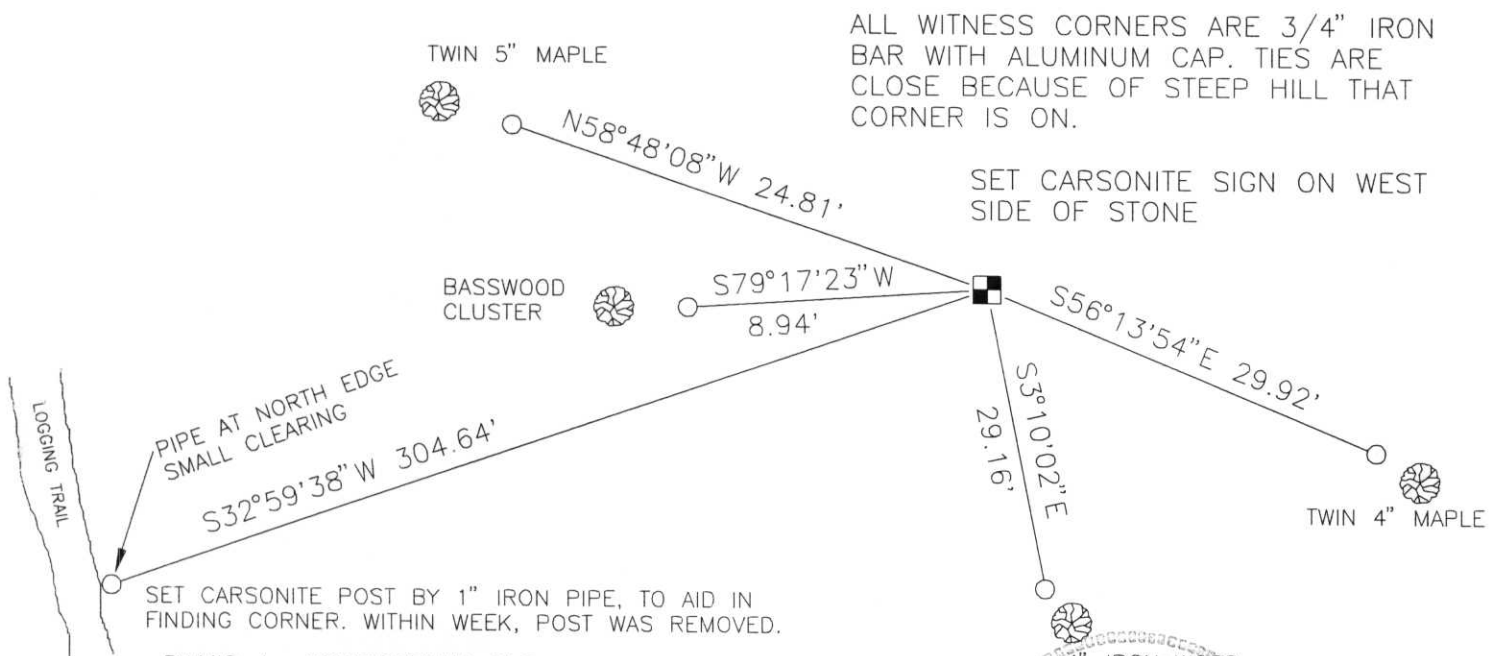 ALL WITNESS CORNERS ARE 3/4" IRON
BAR WITH ALUMINUM CAP. TIES ARE
CLOSE BECAUSE OF STEEP HILL THAT
CORNER IS ON.
TWIN 5" MAPLE
N58°48'08"W 24.81'
SET CARSONITE SIGN ON WEST
SIDE OF STONE
BASSWOOD
CLUSTER
S79°17'23"W
8.94'
S56°13'54"E 29.92'
S3°10'02"E
29.16'
TWIN 4" MAPLE
PIPE AT NORTH EDGE
SMALL CLEARING
LOGGING TRAIL
S32°59'38"W 304.64'
SET CARSONITE POST BY 1" IRON PIPE, TO AID IN
FINDING CORNER. WITHIN WEEK, POST WAS REMOVED.